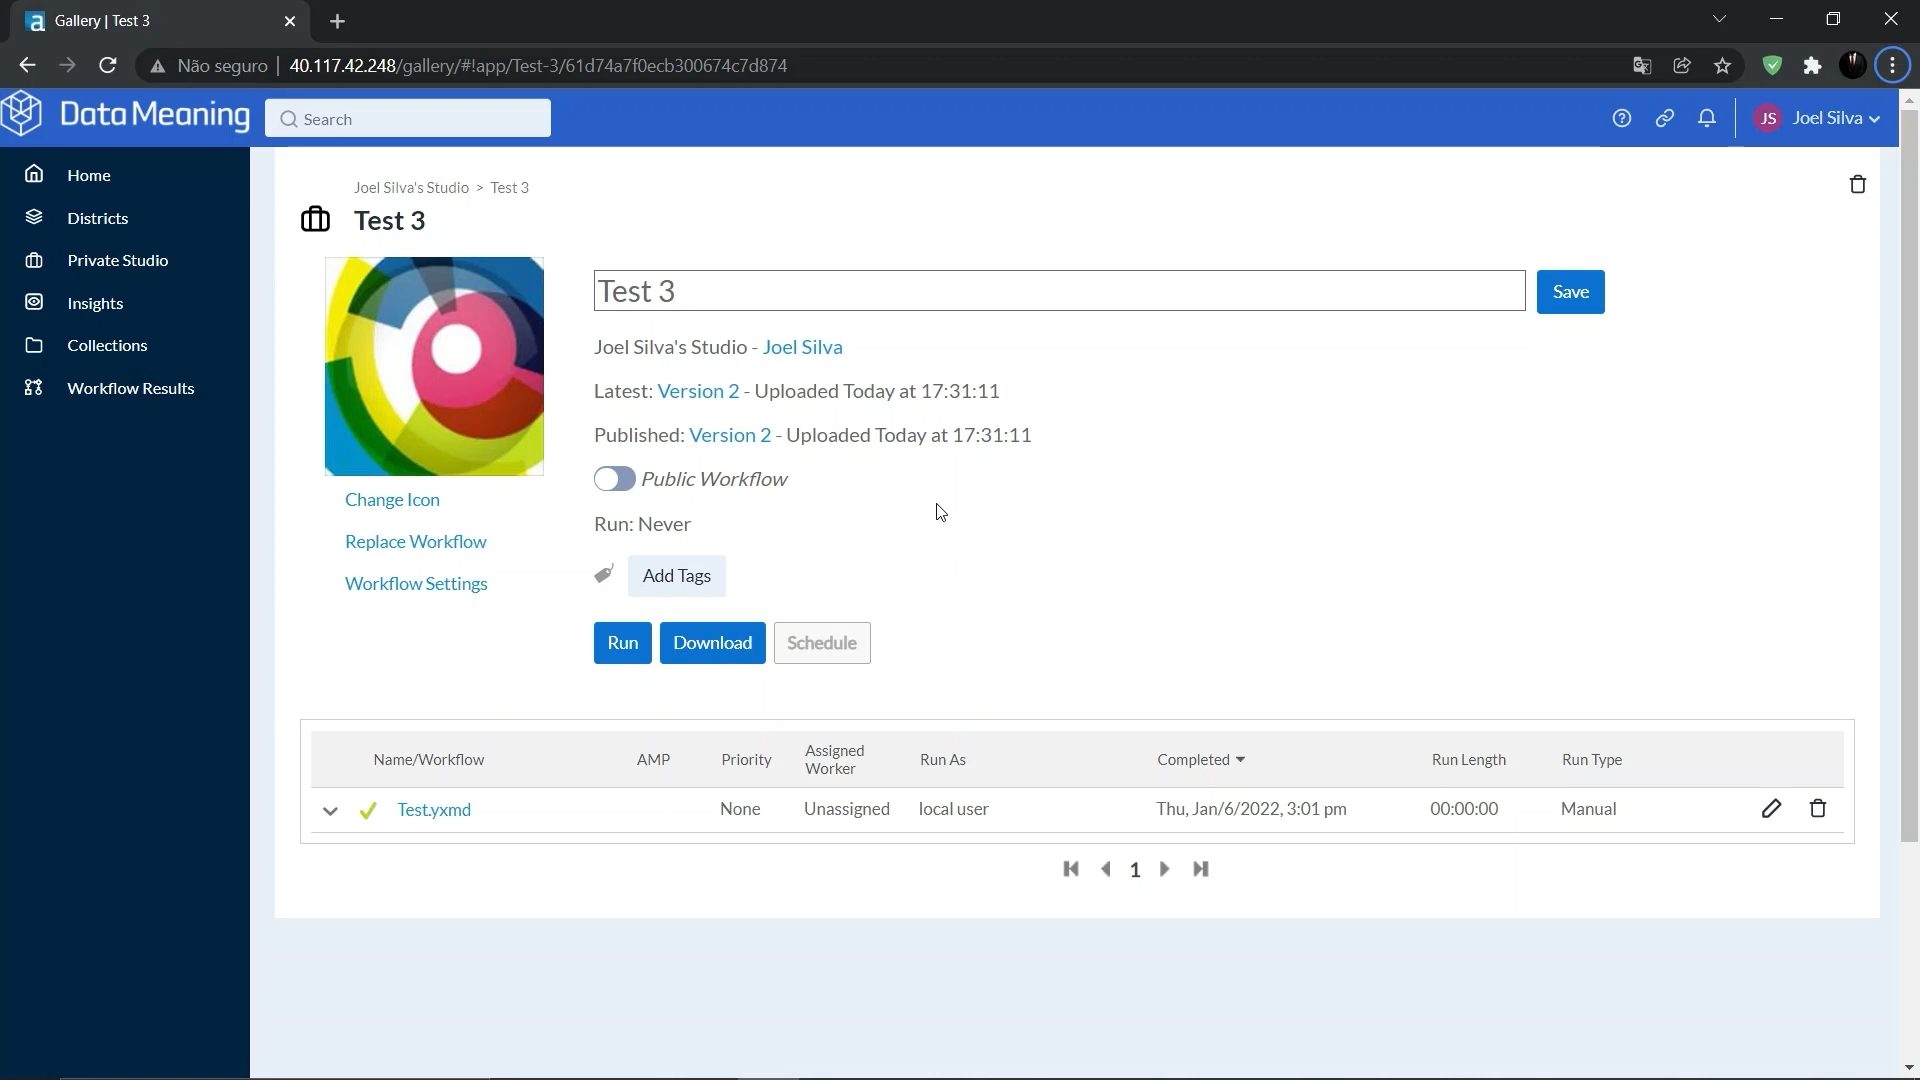 Gallery | Test 3
Não seguro | 40.117.42.248/gallery/#!app/Test-3/61d74a7f0ecb300674c7d874
Data Meaning
Search
JS Joel Silva
Home
Districts
Private Studio
Insights
Collections
Workflow Results
Joel Silva's Studio > Test 3
Test 3
Test 3
Save
Joel Silva's Studio - Joel Silva
Latest: Version 2 - Uploaded Today at 17:31:11
Published: Version 2 - Uploaded Today at 17:31:11
Public Workflow
Run: Never
Add Tags
Run Download Schedule
Change Icon
Replace Workflow
Workflow Settings
Name/Workflow AMP Priority Assigned Worker Run As Completed Run Length Run Type
Test.yxmd None Unassigned local user Thu, Jan/6/2022, 3:01 pm 00:00:00 Manual
1